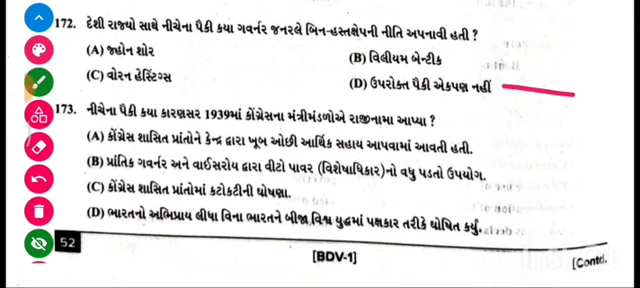 172. દેશી રાજ્યો સાથે નીચેના પૈકી કયા ગવર્નર જનરલે બિન-હસ્તક્ષેપની નીતિ અપનાવી હતી ?
(A) જ્હોન શોર
(B) વિલીયમ બેન્ટીક
(C) વોરન હેસ્ટિંગ્સ
(D) ઉપરોક્ત પૈકી એકપણ નહીં
173. નીચેના પૈકી કયા કારણસર 1939માં કોંગ્રેસના મંત્રીમંડળોએ રાજીનામા આપ્યા ?
(A) કોંગ્રેસ શાસિત પ્રાંતોને કેન્દ્ર દ્વારા ખૂબ ઓછી આર્થિક સહાય આપવામાં આવતી હતી.
(B) પ્રાંતિક ગવર્નર અને વાઈસરોય દ્વારા વીટો પાવર (વિશેષાધિકાર)નો વધુ પડતો ઉપયોગ.
(C) કોંગ્રેસ શાસિત પ્રાંતોમાં કટોકટીની ઘોષણા.
(D) ભારતનો અભિપ્રાય લીધા વિના ભારતને બીજા વિશ્વ યુદ્ધમાં પક્ષકાર તરીકે ઘોષિત કર્યું.
52
[BDV-1]
[Contd.